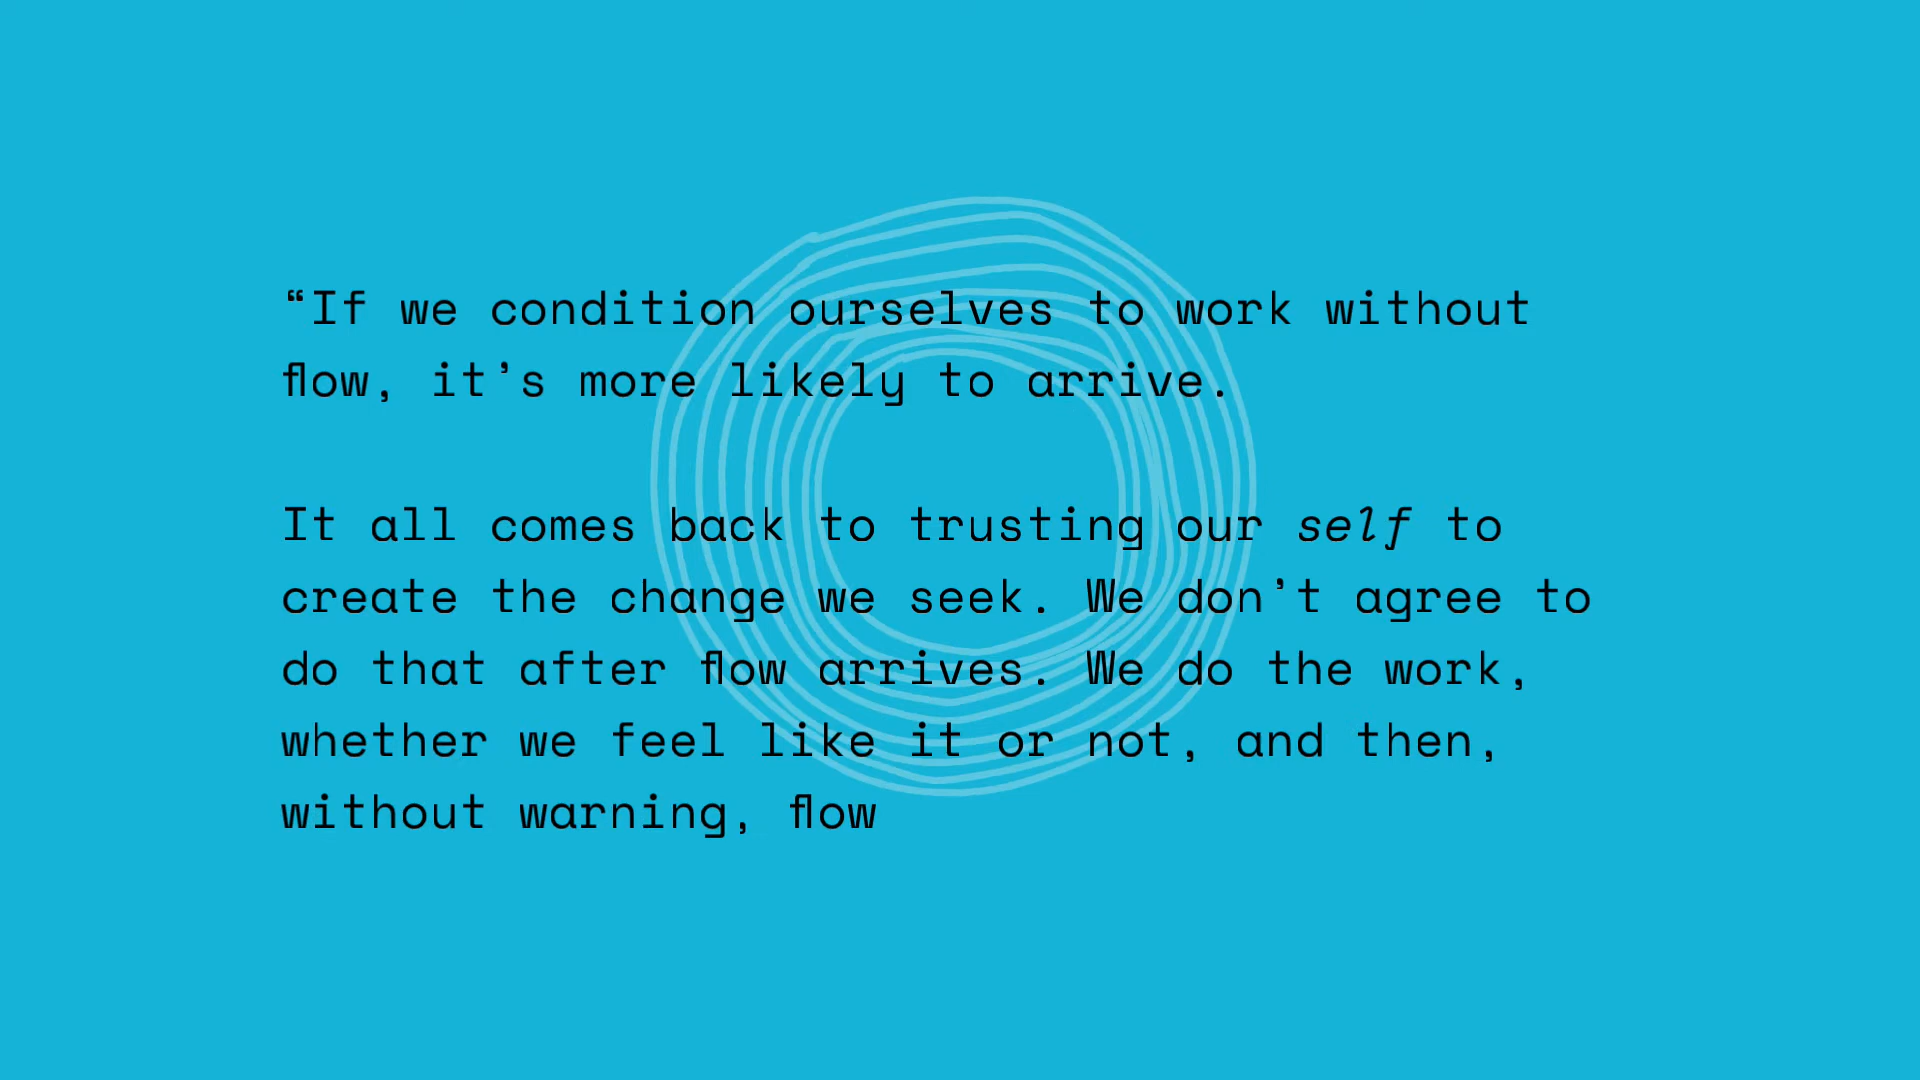 “If we condition ourselves to work without
flow, it’s more likely to arrive.
It all comes back to trusting our self to
create the change we seek. We don’t agree to
do that after flow arrives. We do the work,
whether we feel like it or not, and then,
without warning, flow